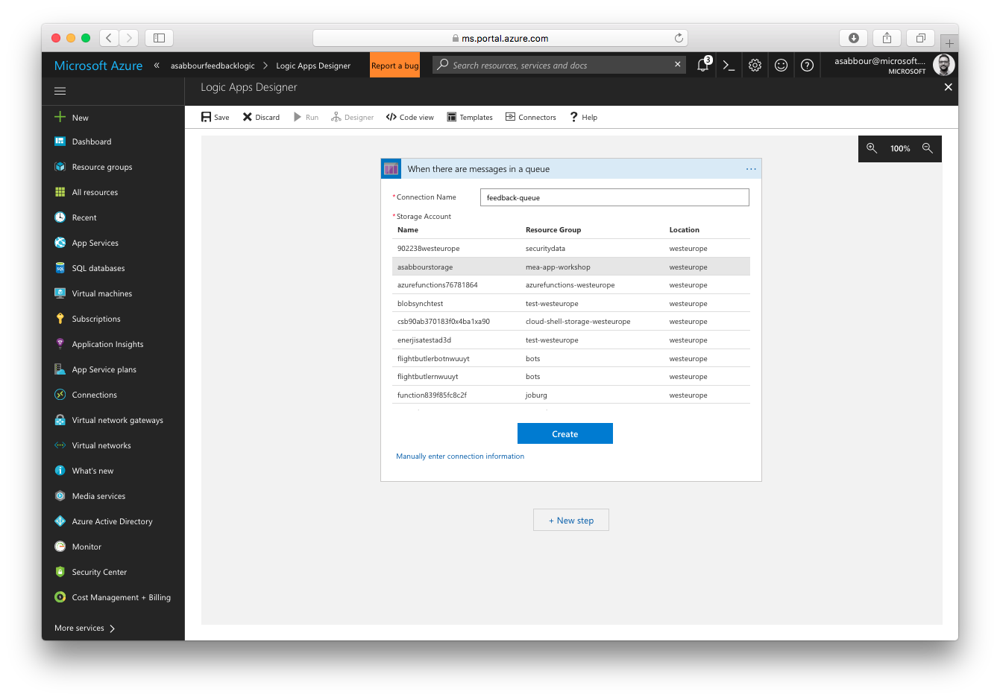 ms.portal.azure.com
Microsoft Azure « asabbourfeedbacklogic > Logic Apps Designer
Report a bug
Search resources, services and docs
3
asabbour@microsoft....
MICROSOFT
Logic Apps Designer
Save
Discard
Run
Designer
Code view
Templates
Connectors
Help
New
Dashboard
Resource groups
All resources
Recent
App Services
SQL databases
Virtual machines
Subscriptions
Application Insights
App Service plans
Connections
Virtual network gateways
Virtual networks
What's new
Media services
Azure Active Directory
Monitor
Security Center
Cost Management + Billing
More services
100%
When there are messages in a queue
* Connection Name feedback-queue
* Storage Account
Name Resource Group Location
902238westeurope securitydata westeurope
asabbourstorage mea-app-workshop westeurope
azurefunctions76781864 azurefunctions-westeurope westeurope
blobsynchtest test-westeurope westeurope
csb90ab370183f0x4ba1xa90 cloud-shell-storage-westeurope westeurope
enerjisatestad3d test-westeurope westeurope
flightbutlerbotnwuuyt bots westeurope
flightbutlernwuuyt bots westeurope
function839f85fc8c2f joburg westeurope
Create
Manually enter connection information
+ New step